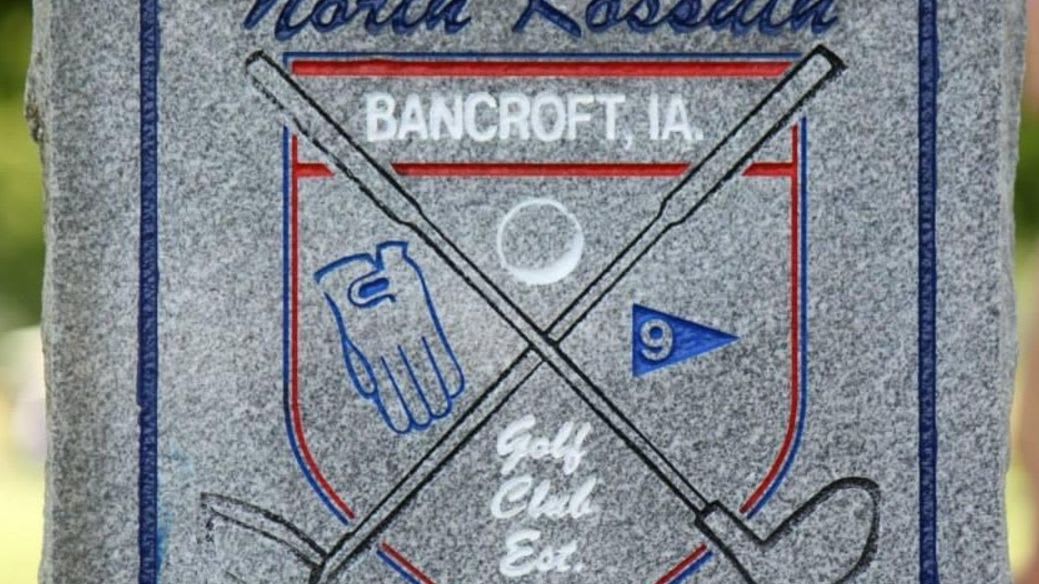 North Kossuth
BANCROFT, IA.
9
Golf
Club
Est.